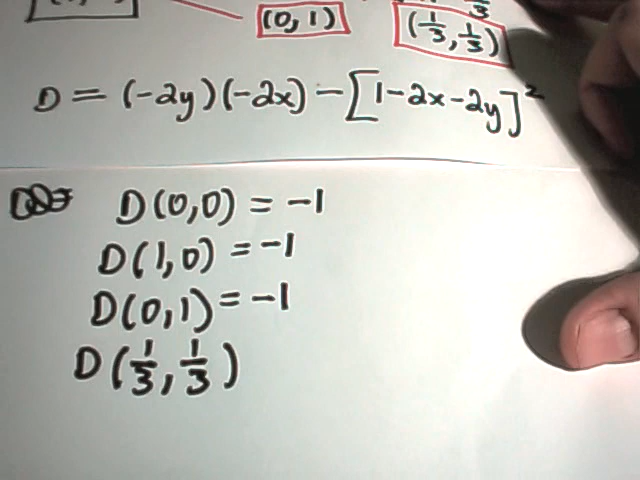 (0,1) (1/3, 1/3)
D = (-2y)(-2x) - [1-2x-2y]²
D(0,0) = -1
D(1,0) = -1
D(0,1) = -1
D(1/3, 1/3)